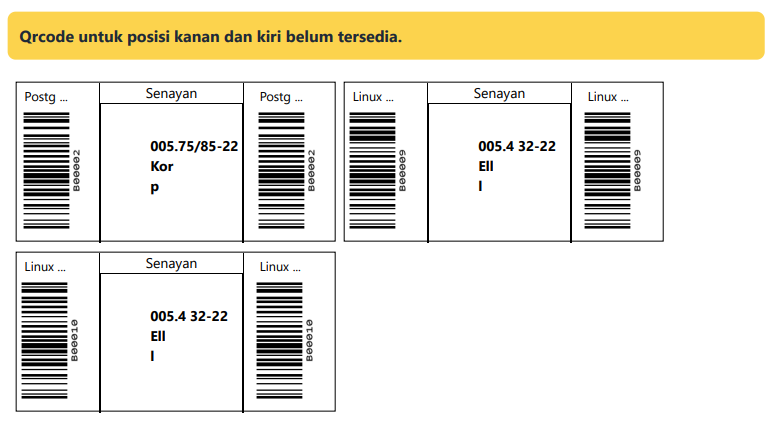 Qrcode untuk posisi kanan dan kiri belum tersedia.
Postg ...
B00002
Senayan
005.75/85-22
Kor
p
Postg ...
B00002
Linux ...
B00009
Senayan
005.4 32-22
Ell
l
Linux ...
B00009
Linux ...
B00010
Senayan
005.4 32-22
Ell
l
Linux ...
B00010